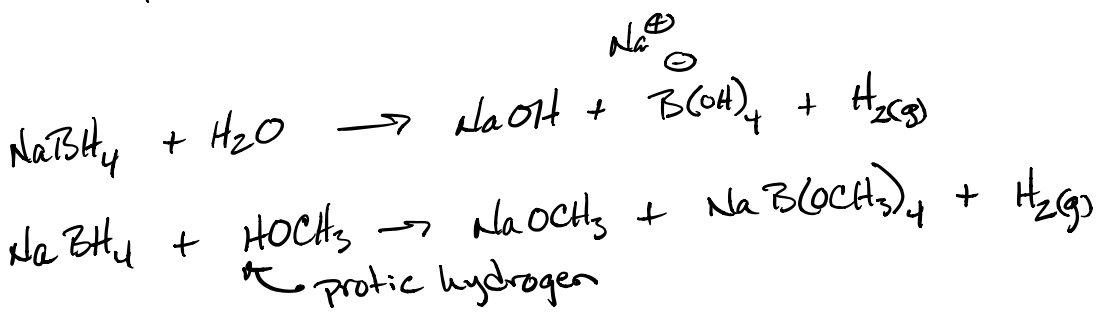 NaBH₄ + H₂O → NaOH + Na⊕ ⊖B(OH)₄ + H₂(g)
NaBH₄ + HOCH₃ → NaOCH₃ + NaB(OCH₃)₄ + H₂(g)
protic hydrogen